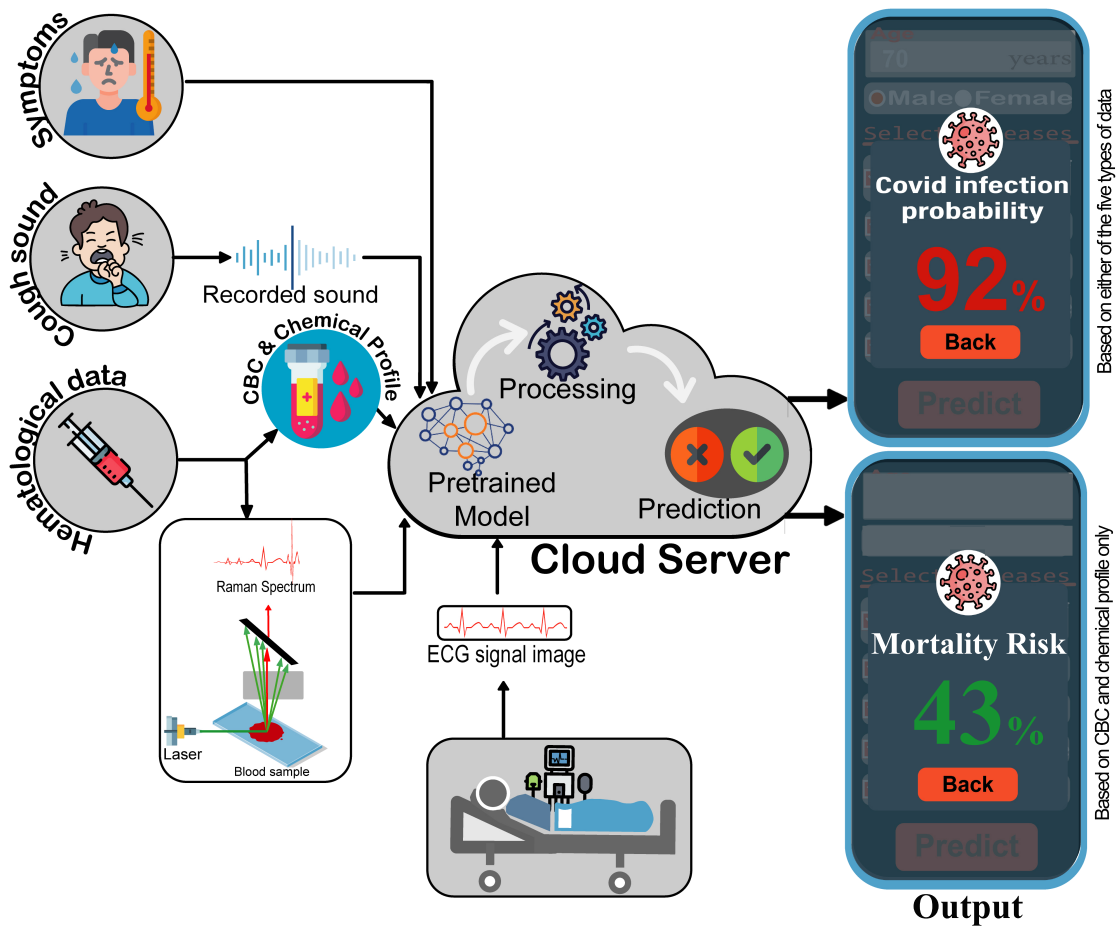 Symptoms
Cough sound
Recorded sound
Hematological data
CBC & Chemical Profile
Raman Spectrum
Laser
Blood sample
ECG signal image
Processing
Pretrained
Model
Prediction
Cloud Server
Age
70 years
Male Female
Covid infection
probability
92%
Back
Predict
Based on either of the five types of data
Mortality Risk
43%
Back
Predict
Based on CBC and chemical profile only
Output